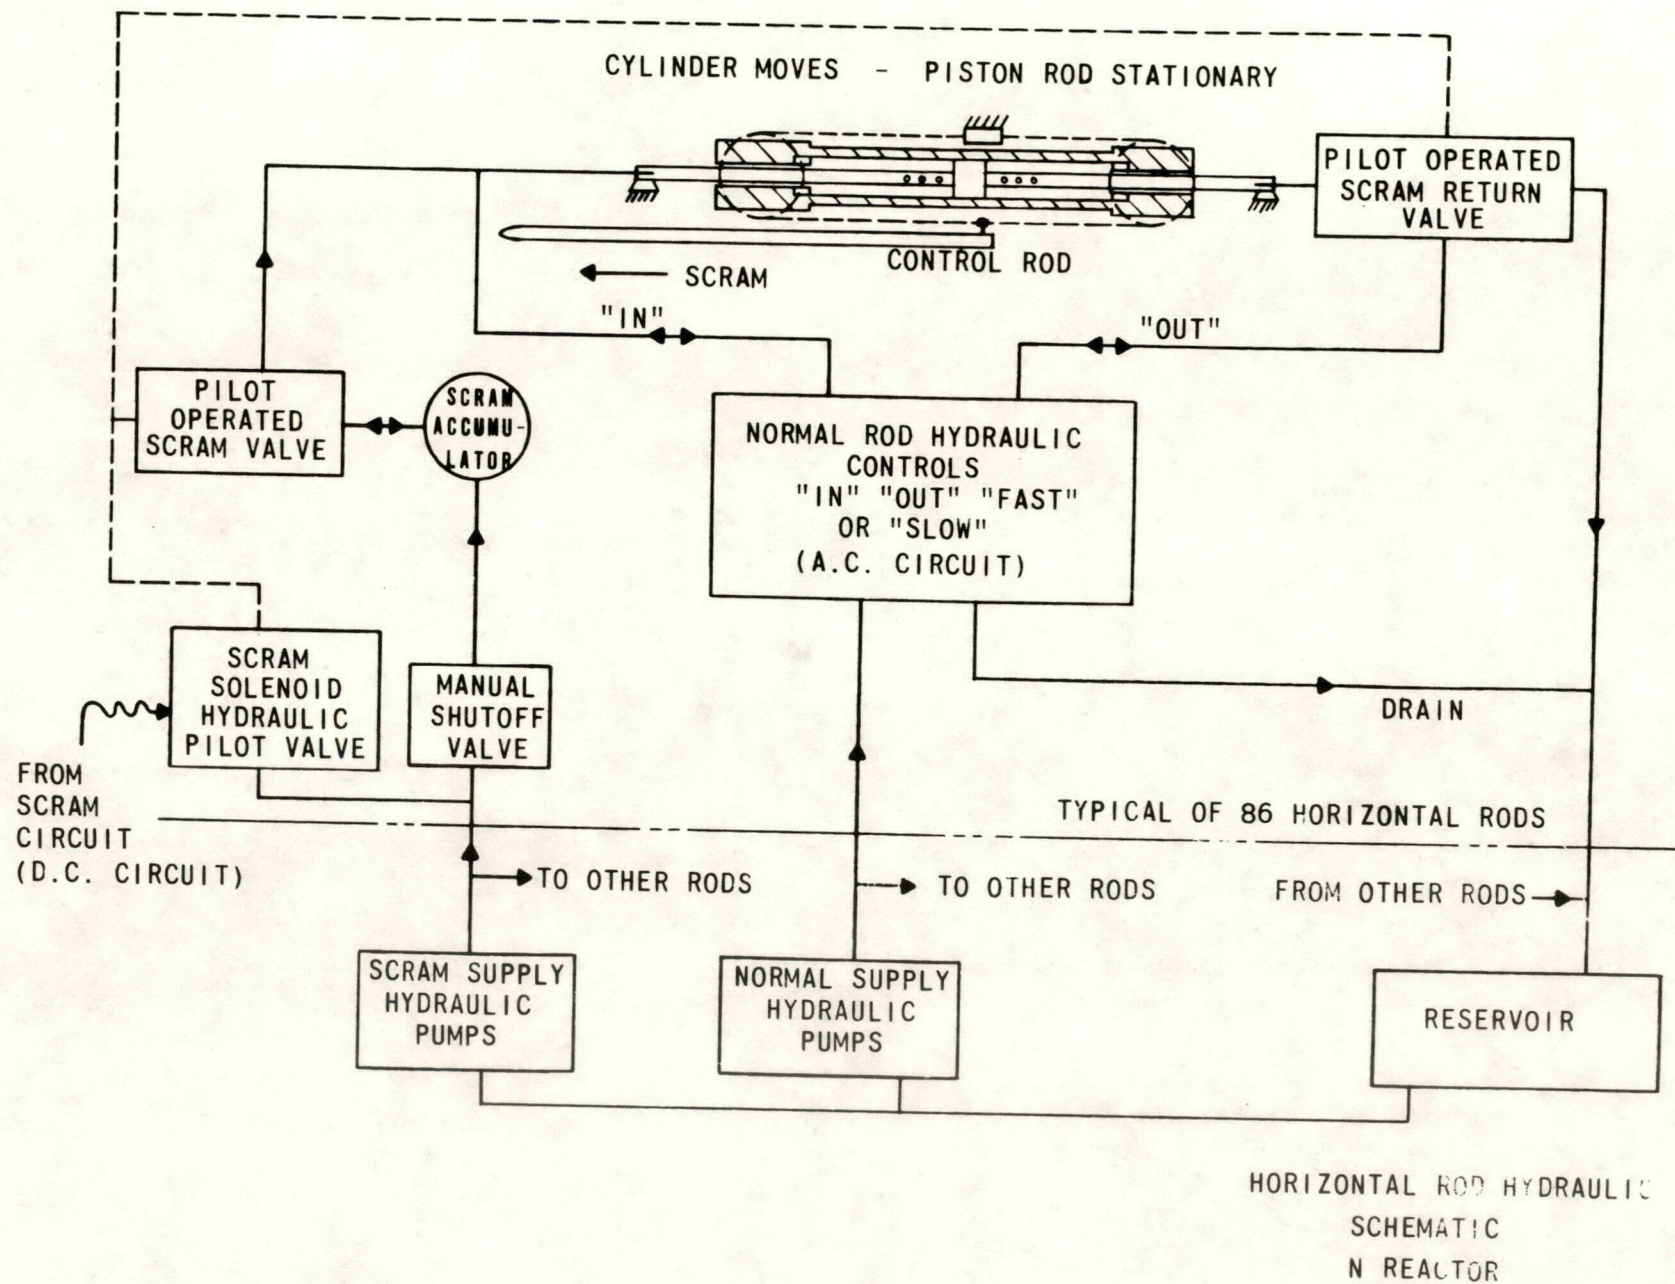 CYLINDER MOVES - PISTON ROD STATIONARY
PILOT OPERATED
SCRAM RETURN
VALVE
CONTROL ROD
SCRAM
"IN"
"OUT"
PILOT
OPERATED
SCRAM VALVE
SCRAM
ACCUMU-
LATOR
NORMAL ROD HYDRAULIC
CONTROLS
"IN" "OUT" "FAST"
OR "SLOW"
(A.C. CIRCUIT)
SCRAM
SOLENOID
HYDRAULIC
PILOT VALVE
MANUAL
SHUTOFF
VALVE
DRAIN
FROM
SCRAM
CIRCUIT
(D.C. CIRCUIT)
TYPICAL OF 86 HORIZONTAL RODS
TO OTHER RODS
TO OTHER RODS
FROM OTHER RODS
SCRAM SUPPLY
HYDRAULIC
PUMPS
NORMAL SUPPLY
HYDRAULIC
PUMPS
RESERVOIR
HORIZONTAL ROD HYDRAULIC
SCHEMATIC
N REACTOR